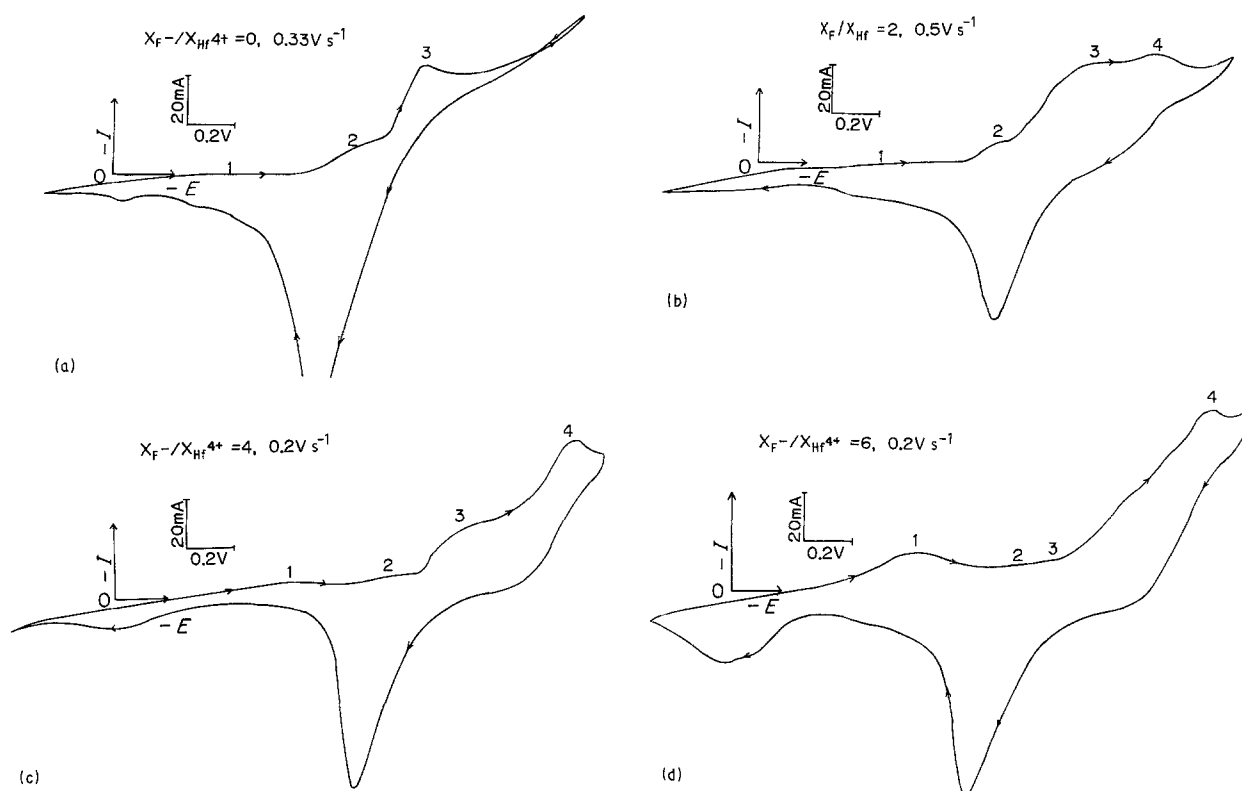 X_F-/X_Hf4+ =0, 0.33V s⁻¹
3
20mA
0.2V
-I
2
0
1
-E
(a)
X_F/X_Hf =2, 0.5V s⁻¹
3
4
20mA
0.2V
-I
2
0
1
-E
(b)
X_F-/X_Hf4+ =4, 0.2V s⁻¹
4
20mA
0.2V
3
-I
1
2
0
-E
(c)
X_F-/X_Hf4+ =6, 0.2V s⁻¹
4
20mA
0.2V
-I
1
2
3
0
-E
(d)